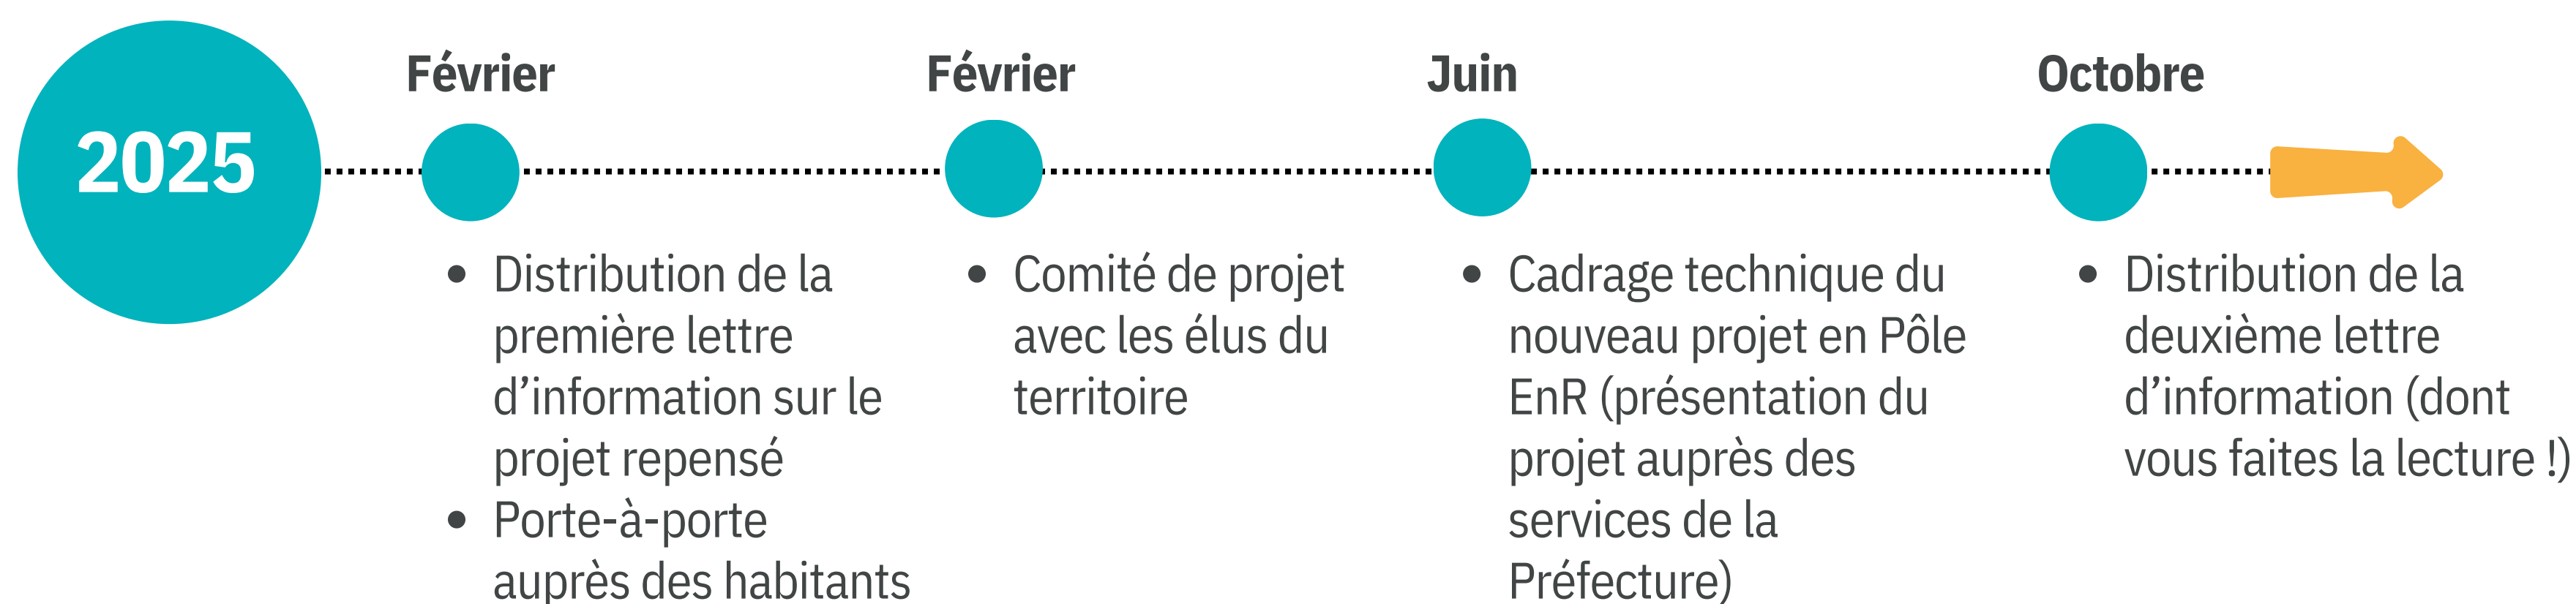 2025
Février
• Distribution de la
première lettre
d’information sur le
projet repensé
• Porte-à-porte
auprès des habitants
Février
• Comité de projet
avec les élus du
territoire
Juin
• Cadrage technique du
nouveau projet en Pôle
EnR (présentation du
projet auprès des
services de la
Préfecture)
Octobre
• Distribution de la
deuxième lettre
d’information (dont
vous faites la lecture !)